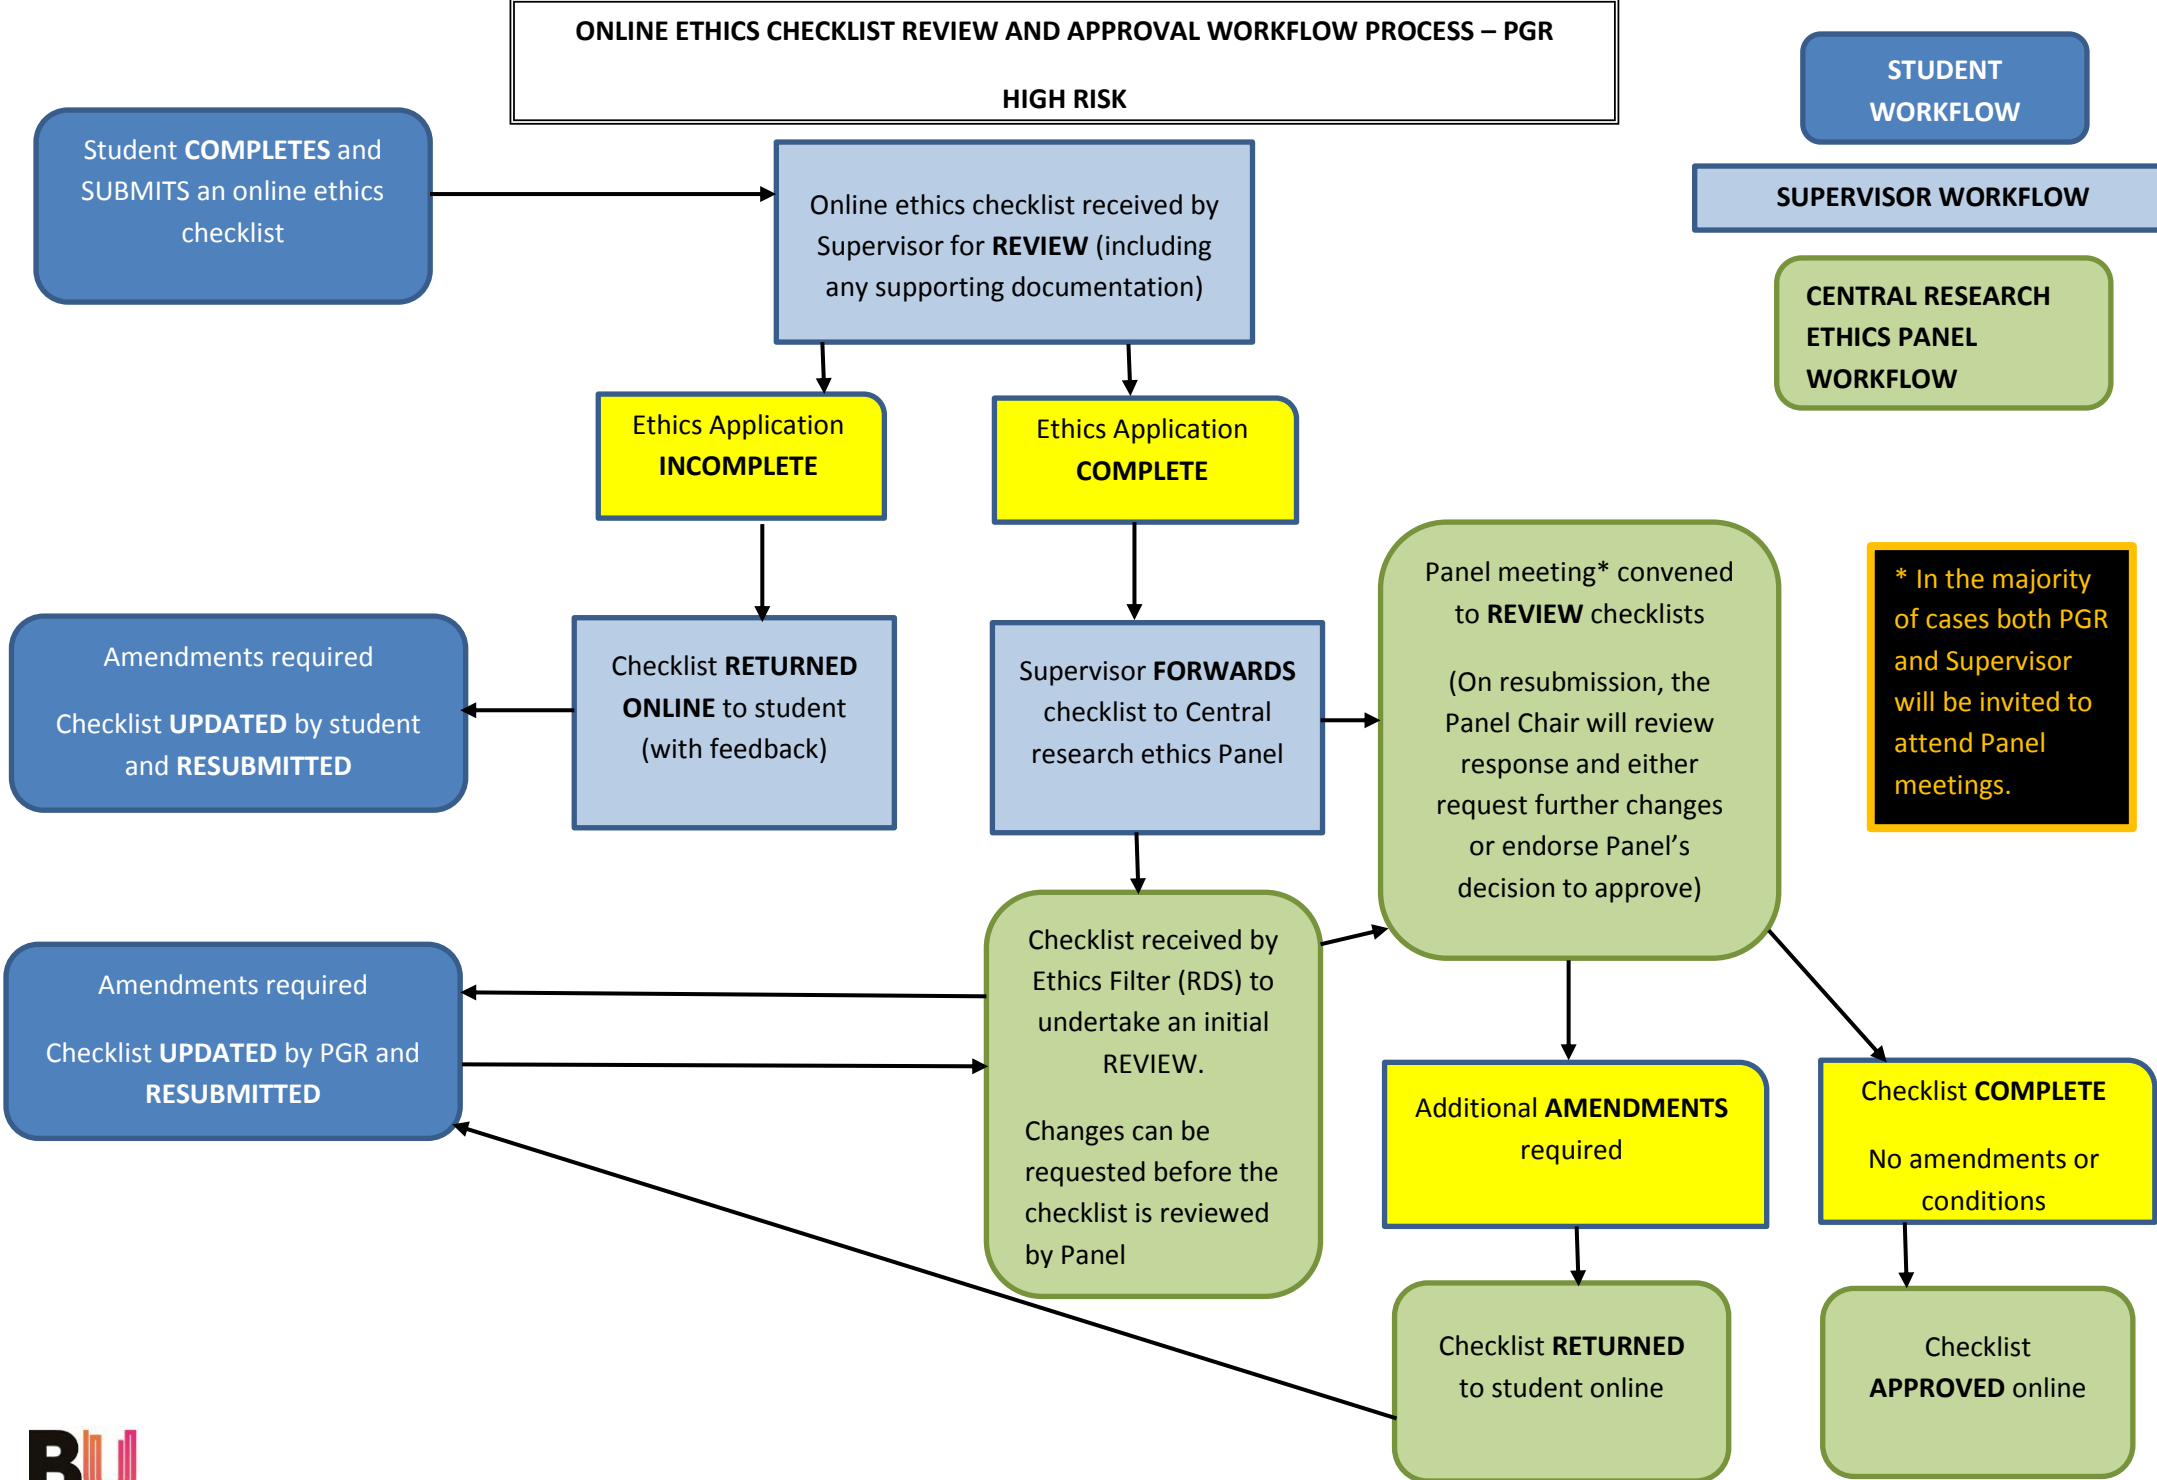 ONLINE ETHICS CHECKLIST REVIEW AND APPROVAL WORKFLOW PROCESS – PGR
HIGH RISK
STUDENT
WORKFLOW
SUPERVISOR WORKFLOW
CENTRAL RESEARCH
ETHICS PANEL
WORKFLOW
Student COMPLETES and
SUBMITS an online ethics
checklist
Online ethics checklist received by
Supervisor for REVIEW (including
any supporting documentation)
Ethics Application
INCOMPLETE
Ethics Application
COMPLETE
Amendments required
Checklist UPDATED by student
and RESUBMITTED
Checklist RETURNED
ONLINE to student
(with feedback)
Supervisor FORWARDS
checklist to Central
research ethics Panel
Panel meeting* convened
to REVIEW checklists
(On resubmission, the
Panel Chair will review
response and either
request further changes
or endorse Panel’s
decision to approve)
* In the majority
of cases both PGR
and Supervisor
will be invited to
attend Panel
meetings.
Amendments required
Checklist UPDATED by PGR and
RESUBMITTED
Checklist received by
Ethics Filter (RDS) to
undertake an initial
REVIEW.
Changes can be
requested before the
checklist is reviewed
by Panel
Additional AMENDMENTS
required
Checklist COMPLETE
No amendments or
conditions
Checklist RETURNED
to student online
Checklist
APPROVED online
BU